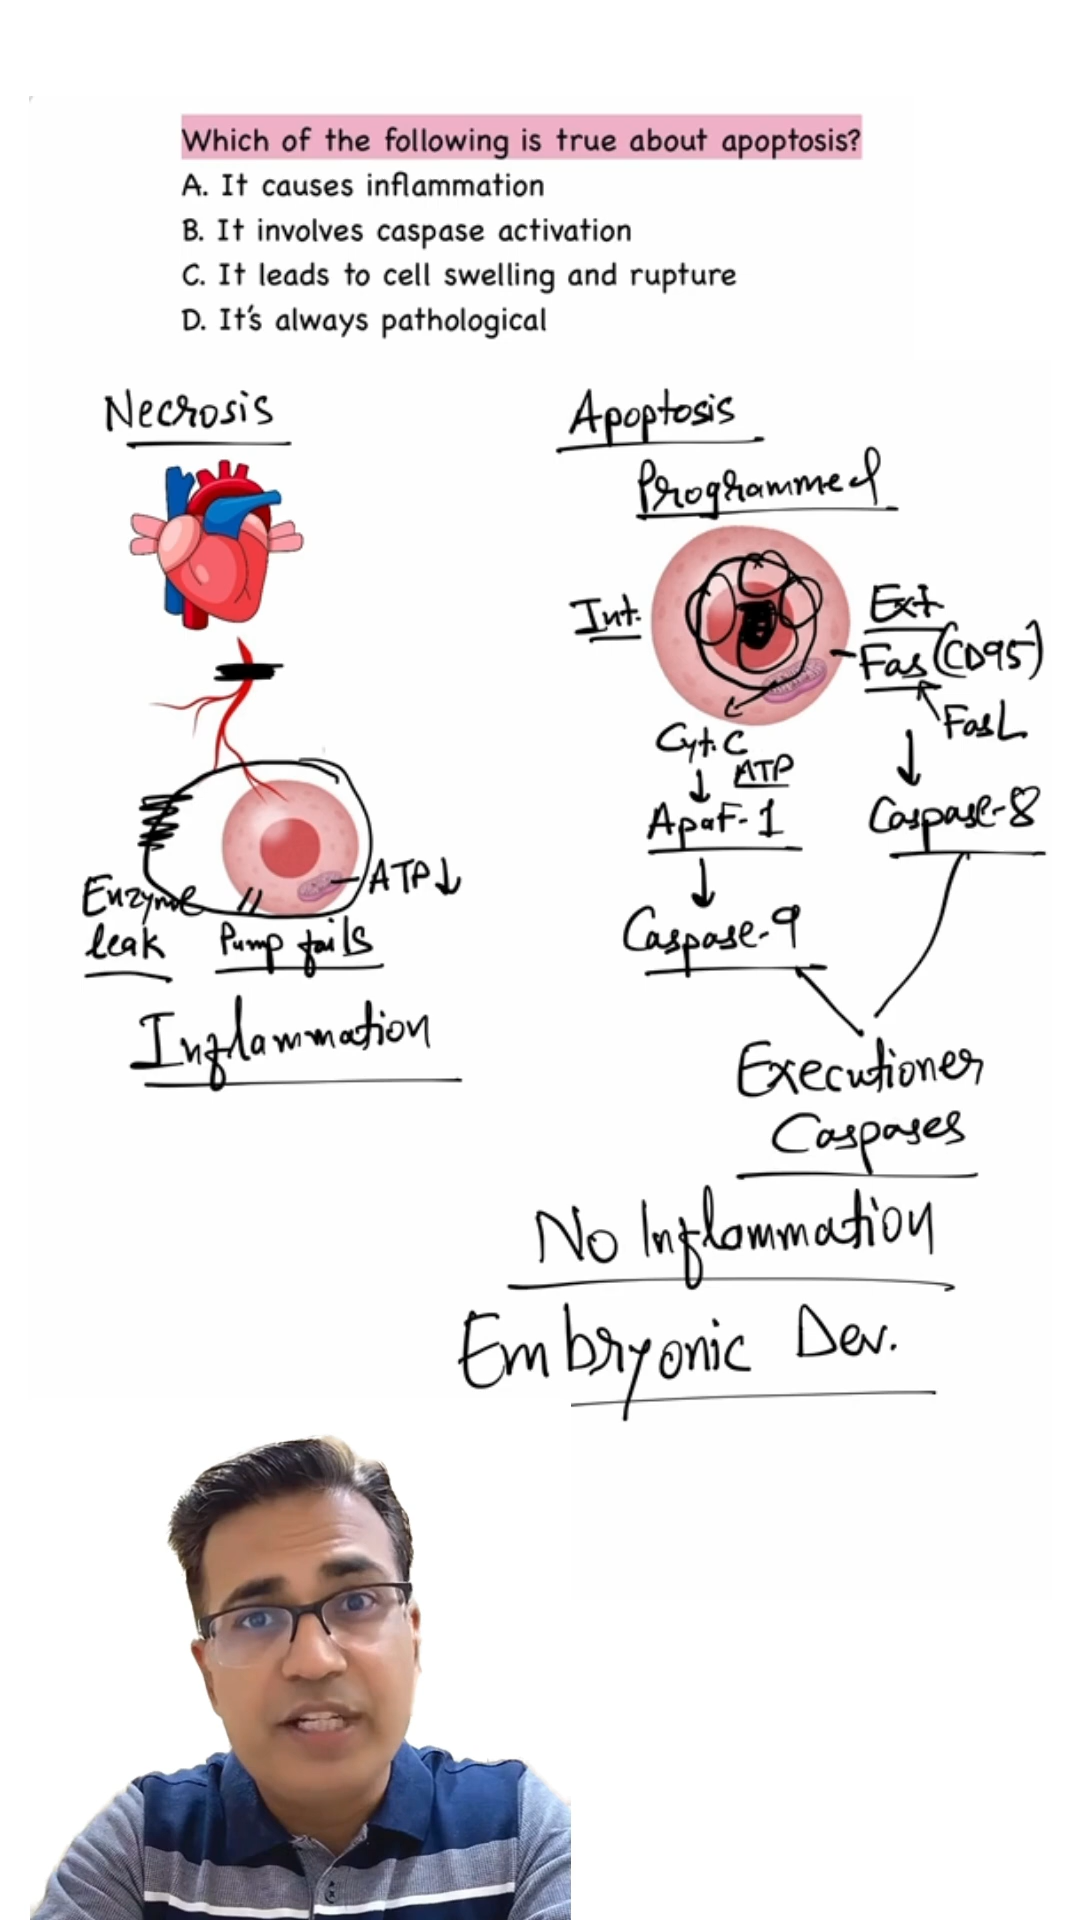 Which of the following is true about apoptosis?
A. It causes inflammation
B. It involves caspase activation
C. It leads to cell swelling and rupture
D. It's always pathological
Necrosis
ATP↓
Enzyme
leak
Pump fails
Inflammation
Apoptosis
Programmed
Int.
Ext
Fas (CD95)
FasL
Cyt. C
ATP
↓
Apaf-1
↓
Caspase-9
↓
Caspase-8
Executioner
Caspases
No Inflammation
Embryonic Dev.